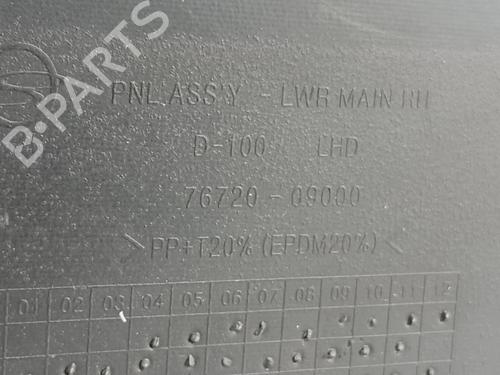 B-PARTS
PNL ASS'Y - LWR MAIN RH
D-100 LHD
76720-09000
>PP+T20% (EPDM20%)<
01 02 03 04 05 06 07 08 09 10 11 12